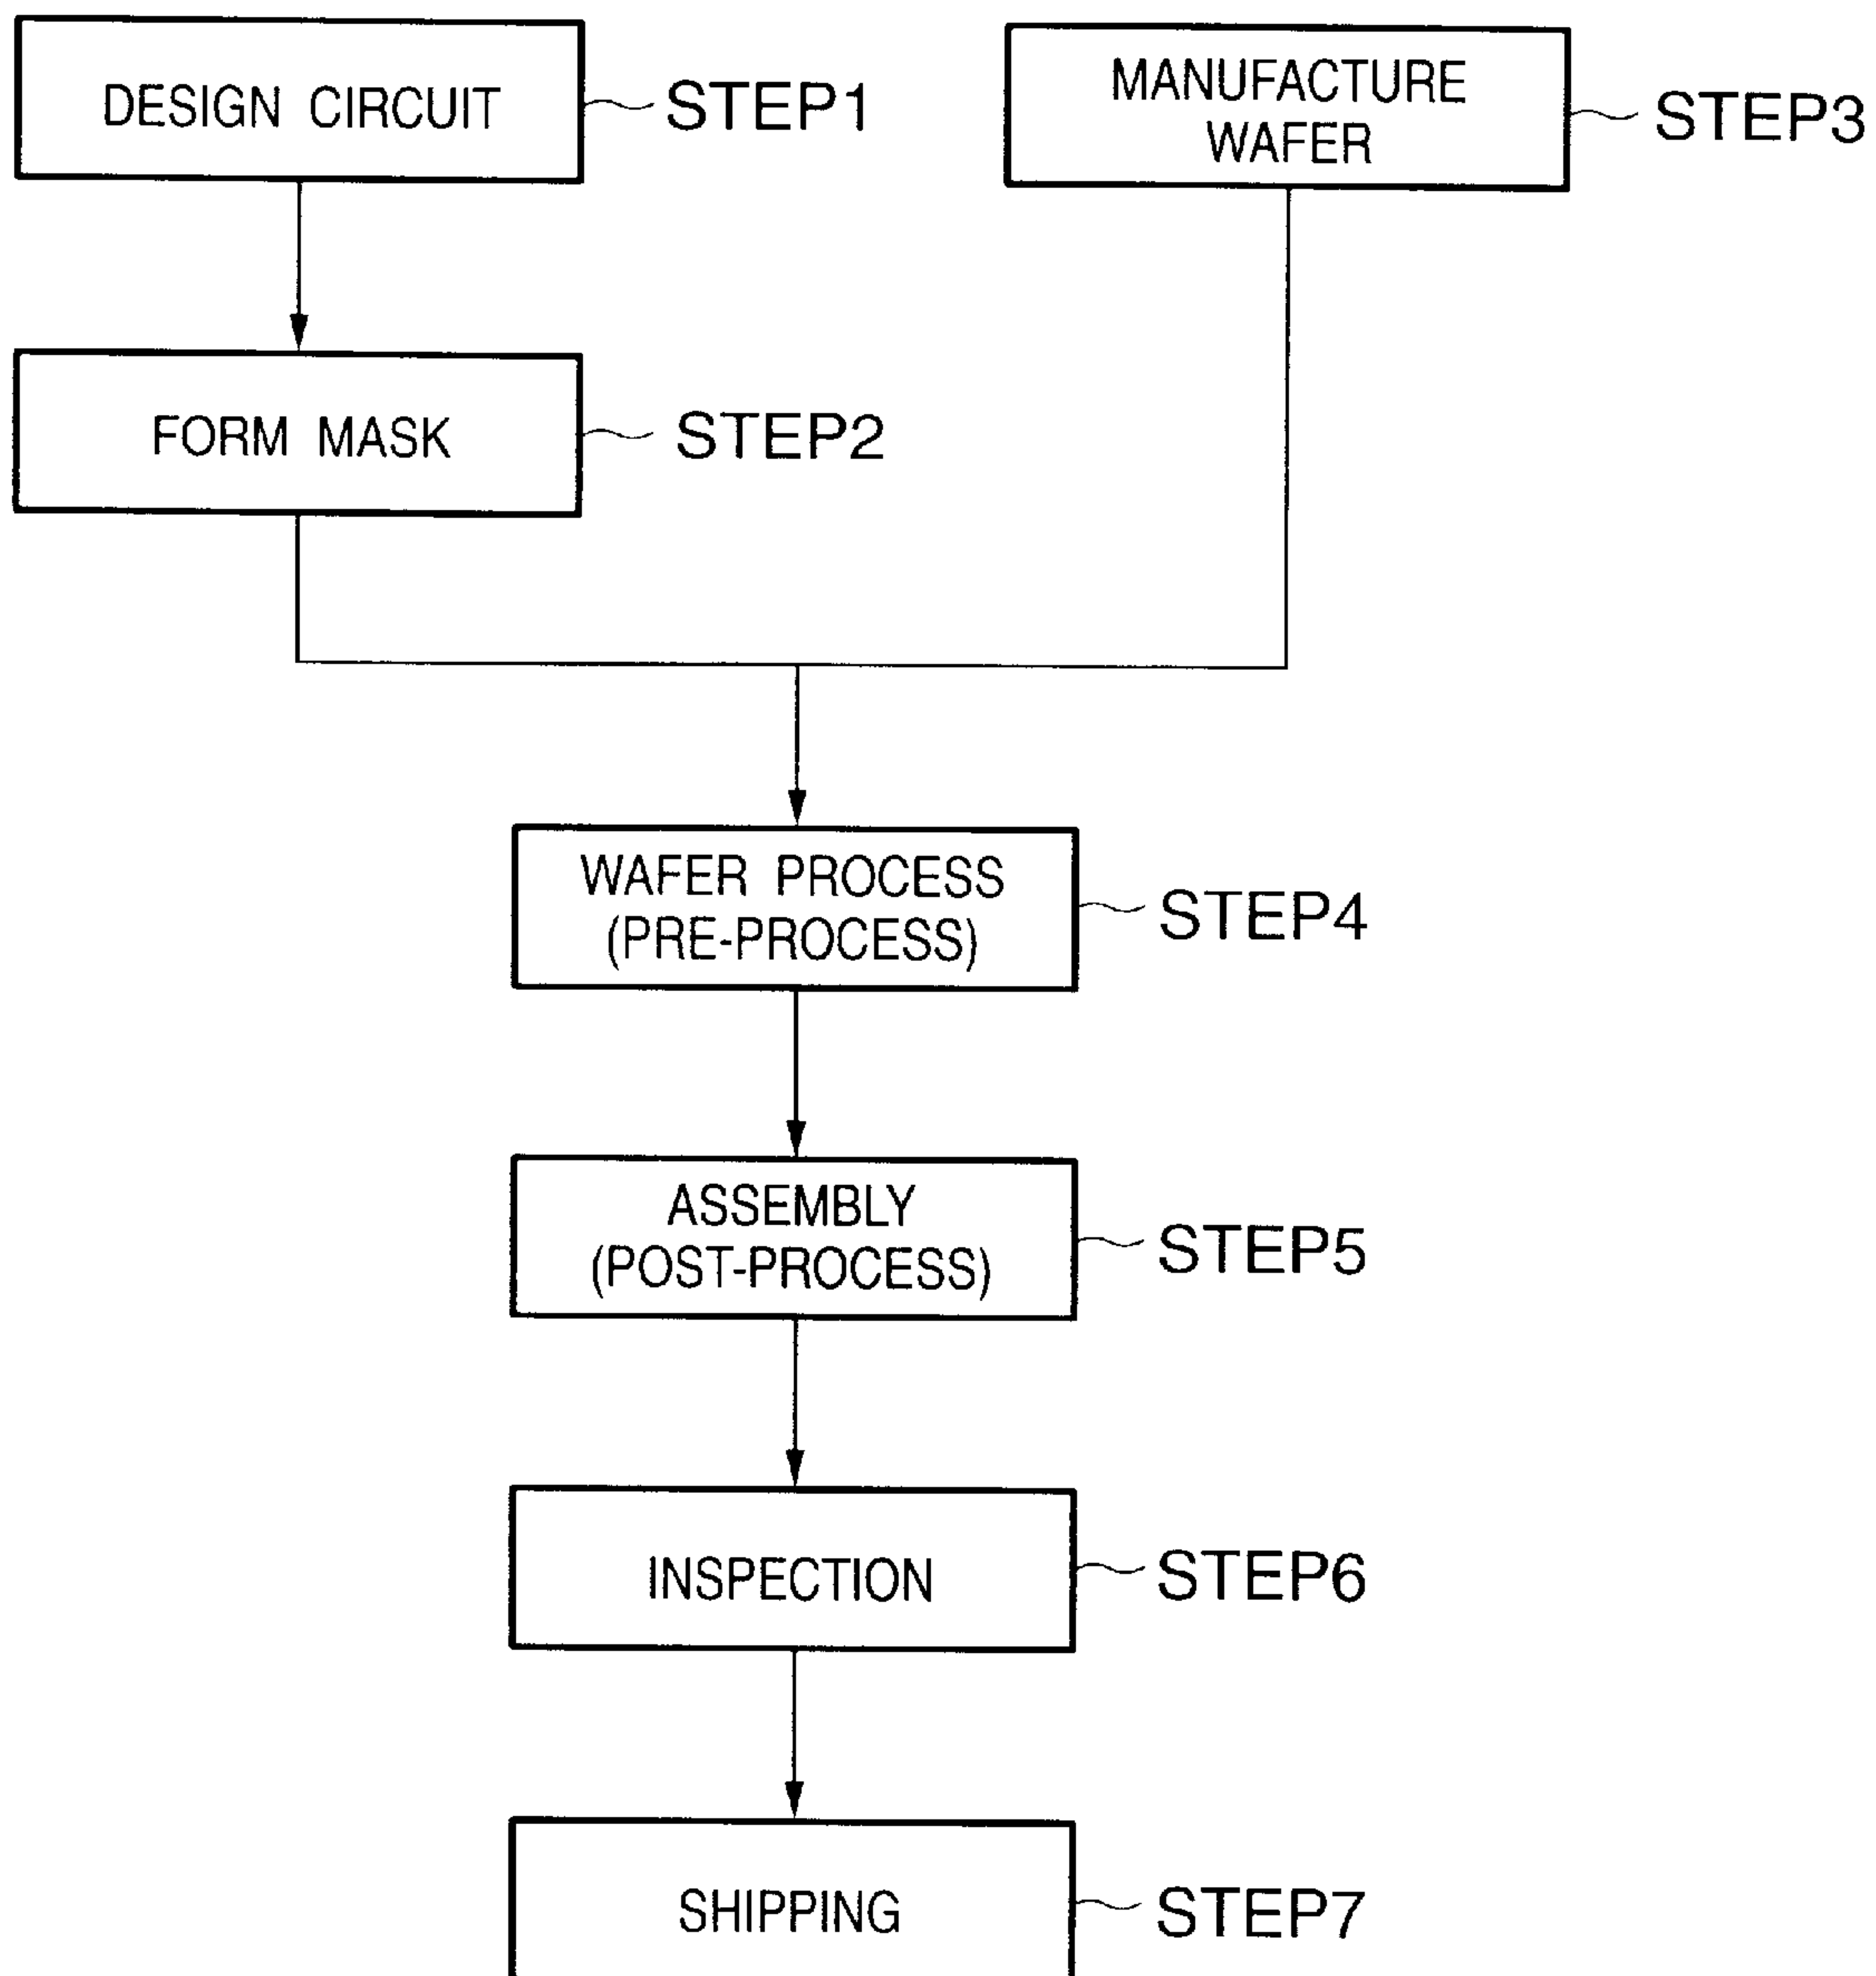 DESIGN CIRCUIT
STEP1
MANUFACTURE
WAFER
STEP3
FORM MASK
STEP2
WAFER PROCESS
(PRE-PROCESS)
STEP4
ASSEMBLY
(POST-PROCESS)
STEP5
INSPECTION
STEP6
SHIPPING
STEP7